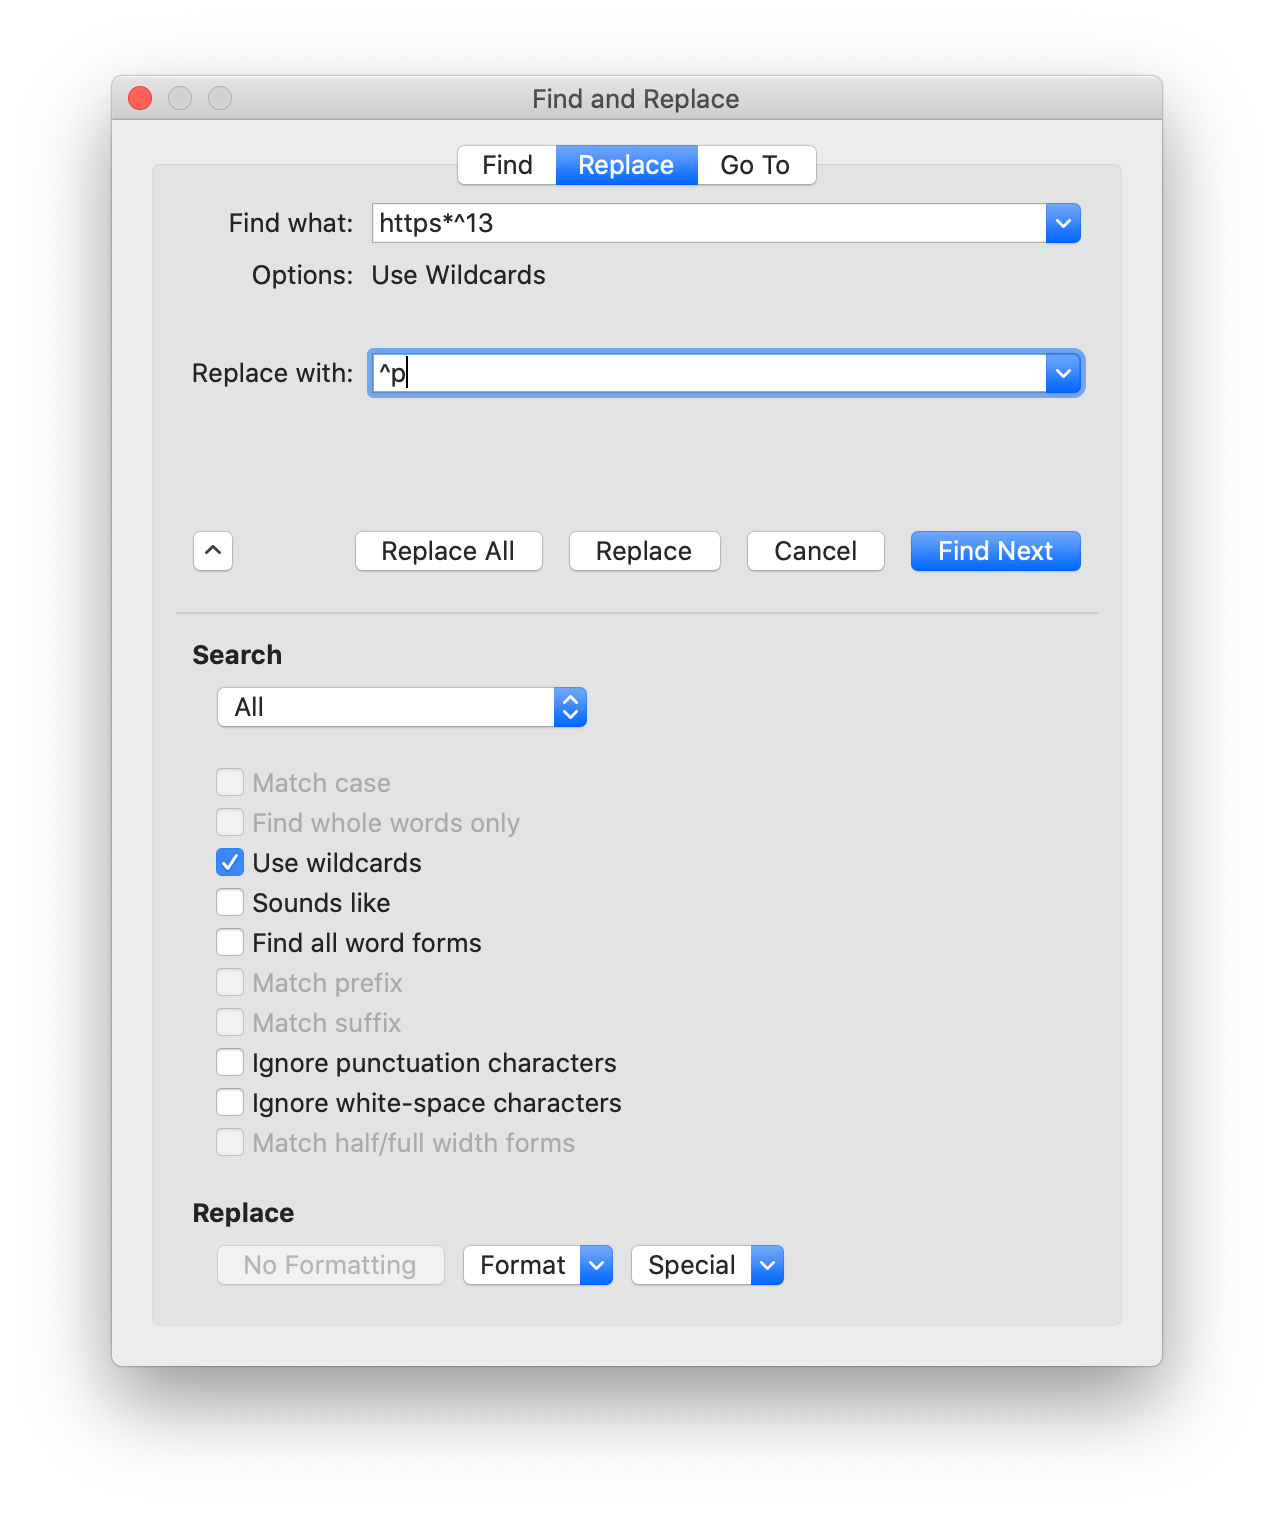 Find and Replace
Find Replace Go To
Find what: https*^13
Options: Use Wildcards
Replace with: ^p
Replace All Replace Cancel Find Next
Search
All
Match case
Find whole words only
Use wildcards
Sounds like
Find all word forms
Match prefix
Match suffix
Ignore punctuation characters
Ignore white-space characters
Match half/full width forms
Replace
No Formatting Format Special